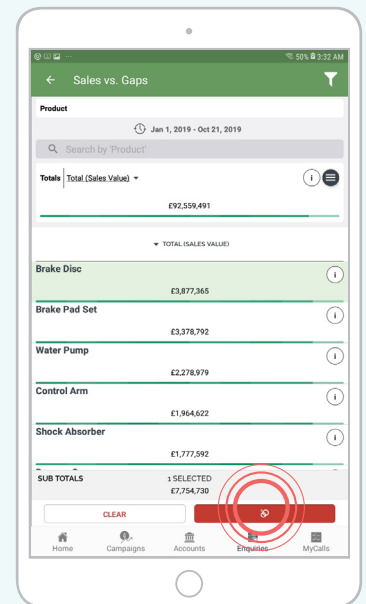 50% 3:32 AM
Sales vs. Gaps
Product
Jan 1, 2019 - Oct 21, 2019
Search by 'Product'
Totals Total (Sales Value)
£92,559,491
TOTAL (SALES VALUE)
Brake Disc
£3,877,365
Brake Pad Set
£3,378,792
Water Pump
£2,278,979
Control Arm
£1,964,622
Shock Absorber
£1,777,592
SUB TOTALS 1 SELECTED
£7,754,730
CLEAR
Home Campaigns Accounts Enquiries MyCalls